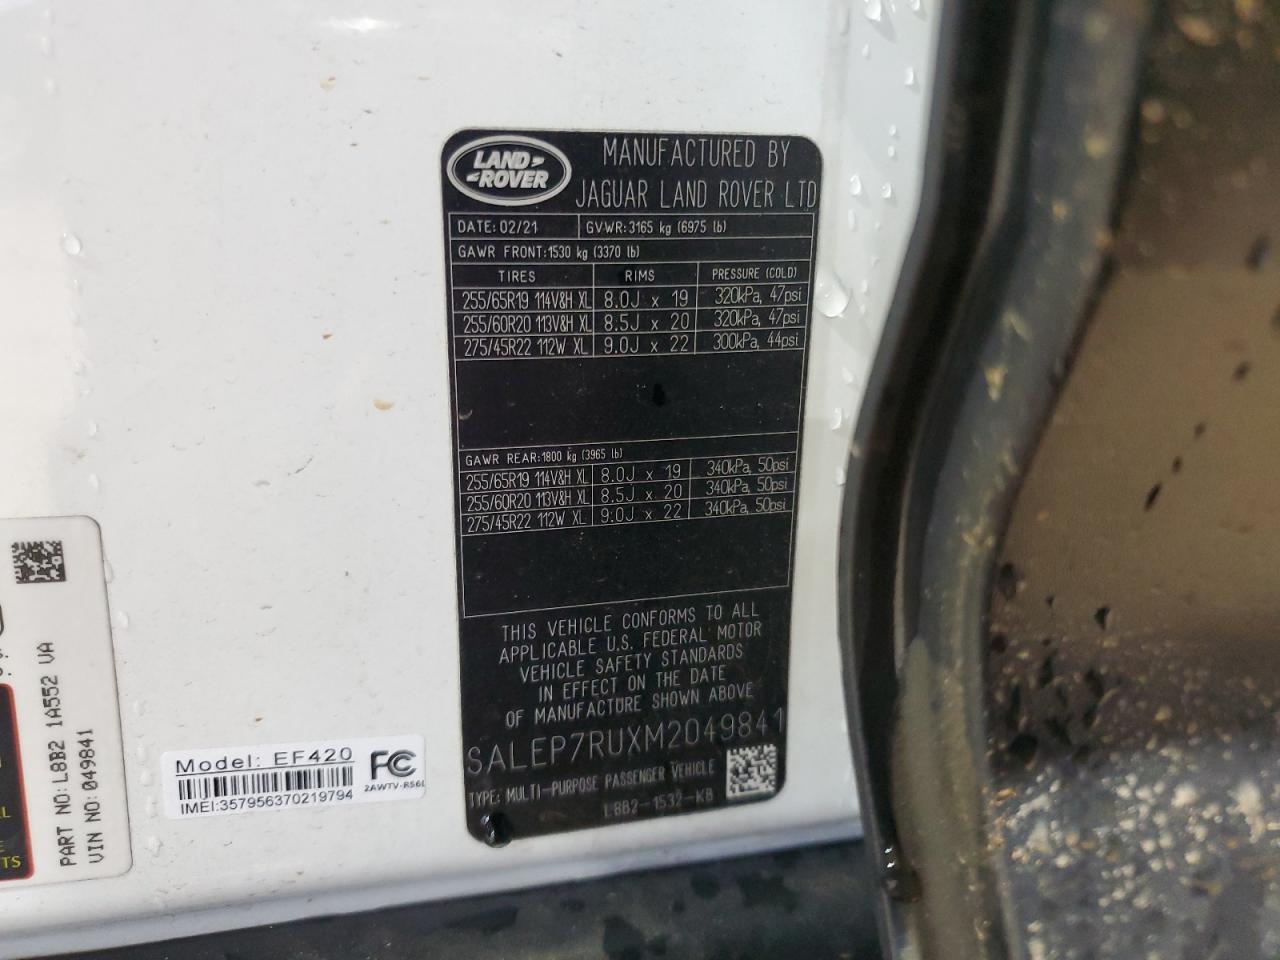 LAND ROVER
MANUFACTURED BY
JAGUAR LAND ROVER LTD
DATE: 02/21 GVWR: 3165 kg (6975 lb)
GAWR FRONT: 1530 kg (3370 lb)
TIRES RIMS PRESSURE (COLD)
255/65R19 114V&H XL 8.0J x 19 320kPa, 47psi
255/60R20 113V&H XL 8.5J x 20 320kPa, 47psi
275/45R22 112W XL 9.0J x 22 300kPa, 44psi
GAWR REAR: 1800 kg (3965 lb)
255/65R19 114V&H XL 8.0J x 19 340kPa, 50psi
255/60R20 113V&H XL 8.5J x 20 340kPa, 50psi
275/45R22 112W XL 9.0J x 22 340kPa, 50psi
THIS VEHICLE CONFORMS TO ALL
APPLICABLE U.S. FEDERAL MOTOR
VEHICLE SAFETY STANDARDS
IN EFFECT ON THE DATE
OF MANUFACTURE SHOWN ABOVE
SALEP7RUXM2049841
TYPE: MULTI-PURPOSE PASSENGER VEHICLE
L8B2-1532-KB
Model: EF420
IMEI:357956370219794
FC
2AWTV-RS6L
PART NO: L8B2 1A552 VA
VIN NO: 049841